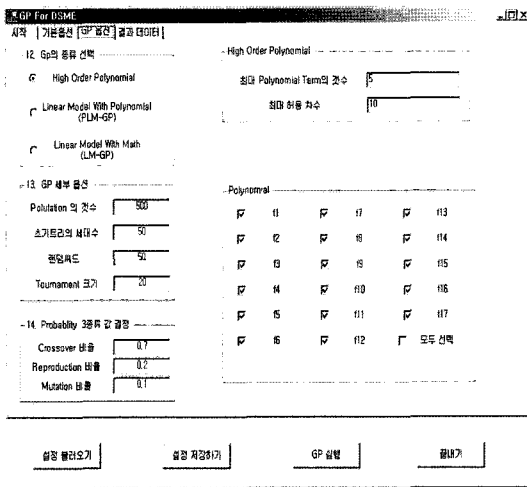 GP For DSME
시작 기본옵션 GP 옵션 결과 데이터
12. Gp의 종류 선택
High Order Polynomial
Linear Model With Polynomial
(PLM-GP)
Linear Model With Math
(LM-GP)
High Order Polynomial
최대 Polynomial Term의 갯수 5
최대 허용 차수 10
13. GP 세부 옵션
Polulation 의 갯수 500
초기트리의 세대수 50
랜덤씨드 50
Tournament 크기 20
14. Probablity 3종류 값 결정
Crossover 비율 0.7
Reproduction 비율 0.2
Mutation 비율 0.1
Polynomial
f1 f7 f13
f2 f8 f14
f3 f9 f15
f4 f10 f16
f5 f11 f17
f6 f12 모두 선택
설정 불러오기 설정 저장하기 GP 실행 끝내기